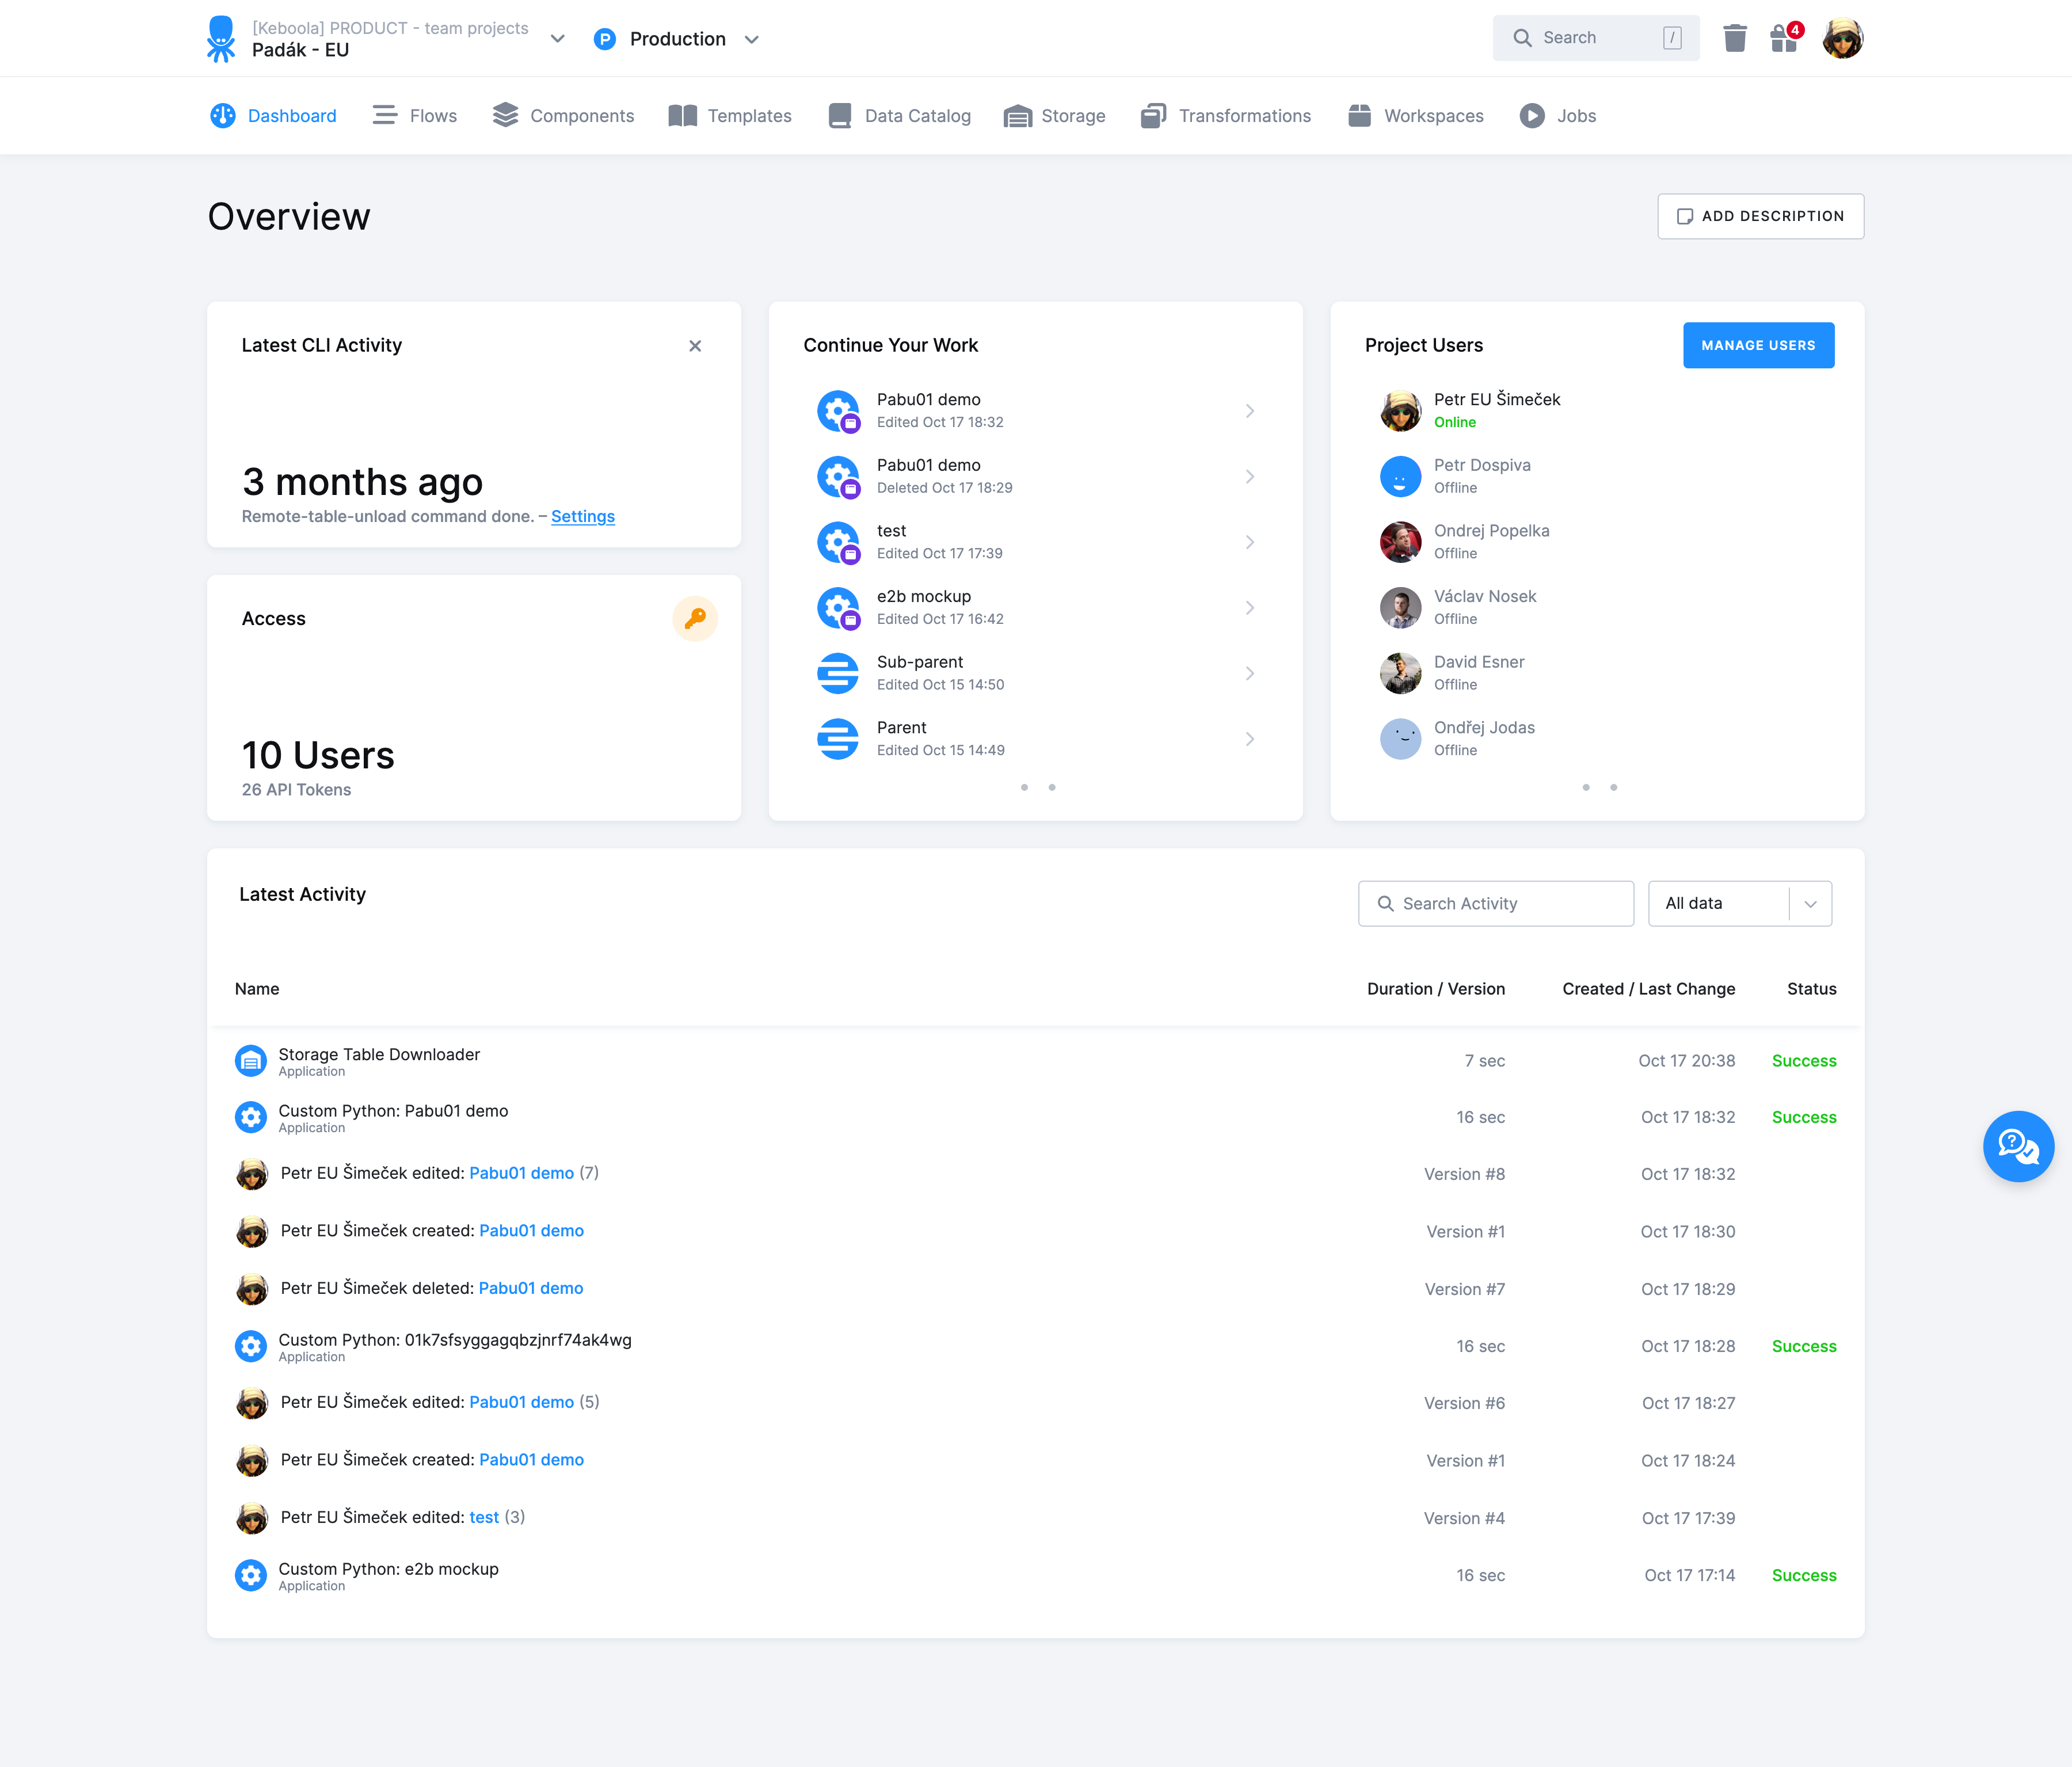 [Keboola] PRODUCT - team projects
Padák - EU
P Production
Search /
4
Dashboard Flows Components Templates Data Catalog Storage Transformations Workspaces Jobs
Overview
ADD DESCRIPTION
Latest CLI Activity
3 months ago
Remote-table-unload command done. – Settings
Access
10 Users
26 API Tokens
Continue Your Work
Pabu01 demo
Edited Oct 17 18:32
Pabu01 demo
Deleted Oct 17 18:29
test
Edited Oct 17 17:39
e2b mockup
Edited Oct 17 16:42
Sub-parent
Edited Oct 15 14:50
Parent
Edited Oct 15 14:49
Project Users
MANAGE USERS
Petr EU Šimeček
Online
Petr Dospiva
Offline
Ondrej Popelka
Offline
Václav Nosek
Offline
David Esner
Offline
Ondřej Jodas
Offline
Latest Activity
Search Activity
All data
Name Duration / Version Created / Last Change Status
Storage Table Downloader
Application
7 sec Oct 17 20:38 Success
Custom Python: Pabu01 demo
Application
16 sec Oct 17 18:32 Success
Petr EU Šimeček edited: Pabu01 demo (7) Version #8 Oct 17 18:32
Petr EU Šimeček created: Pabu01 demo Version #1 Oct 17 18:30
Petr EU Šimeček deleted: Pabu01 demo Version #7 Oct 17 18:29
Custom Python: 01k7sfsyggagqbzjnrf74ak4wg
Application
16 sec Oct 17 18:28 Success
Petr EU Šimeček edited: Pabu01 demo (5) Version #6 Oct 17 18:27
Petr EU Šimeček created: Pabu01 demo Version #1 Oct 17 18:24
Petr EU Šimeček edited: test (3) Version #4 Oct 17 17:39
Custom Python: e2b mockup
Application
16 sec Oct 17 17:14 Success
?